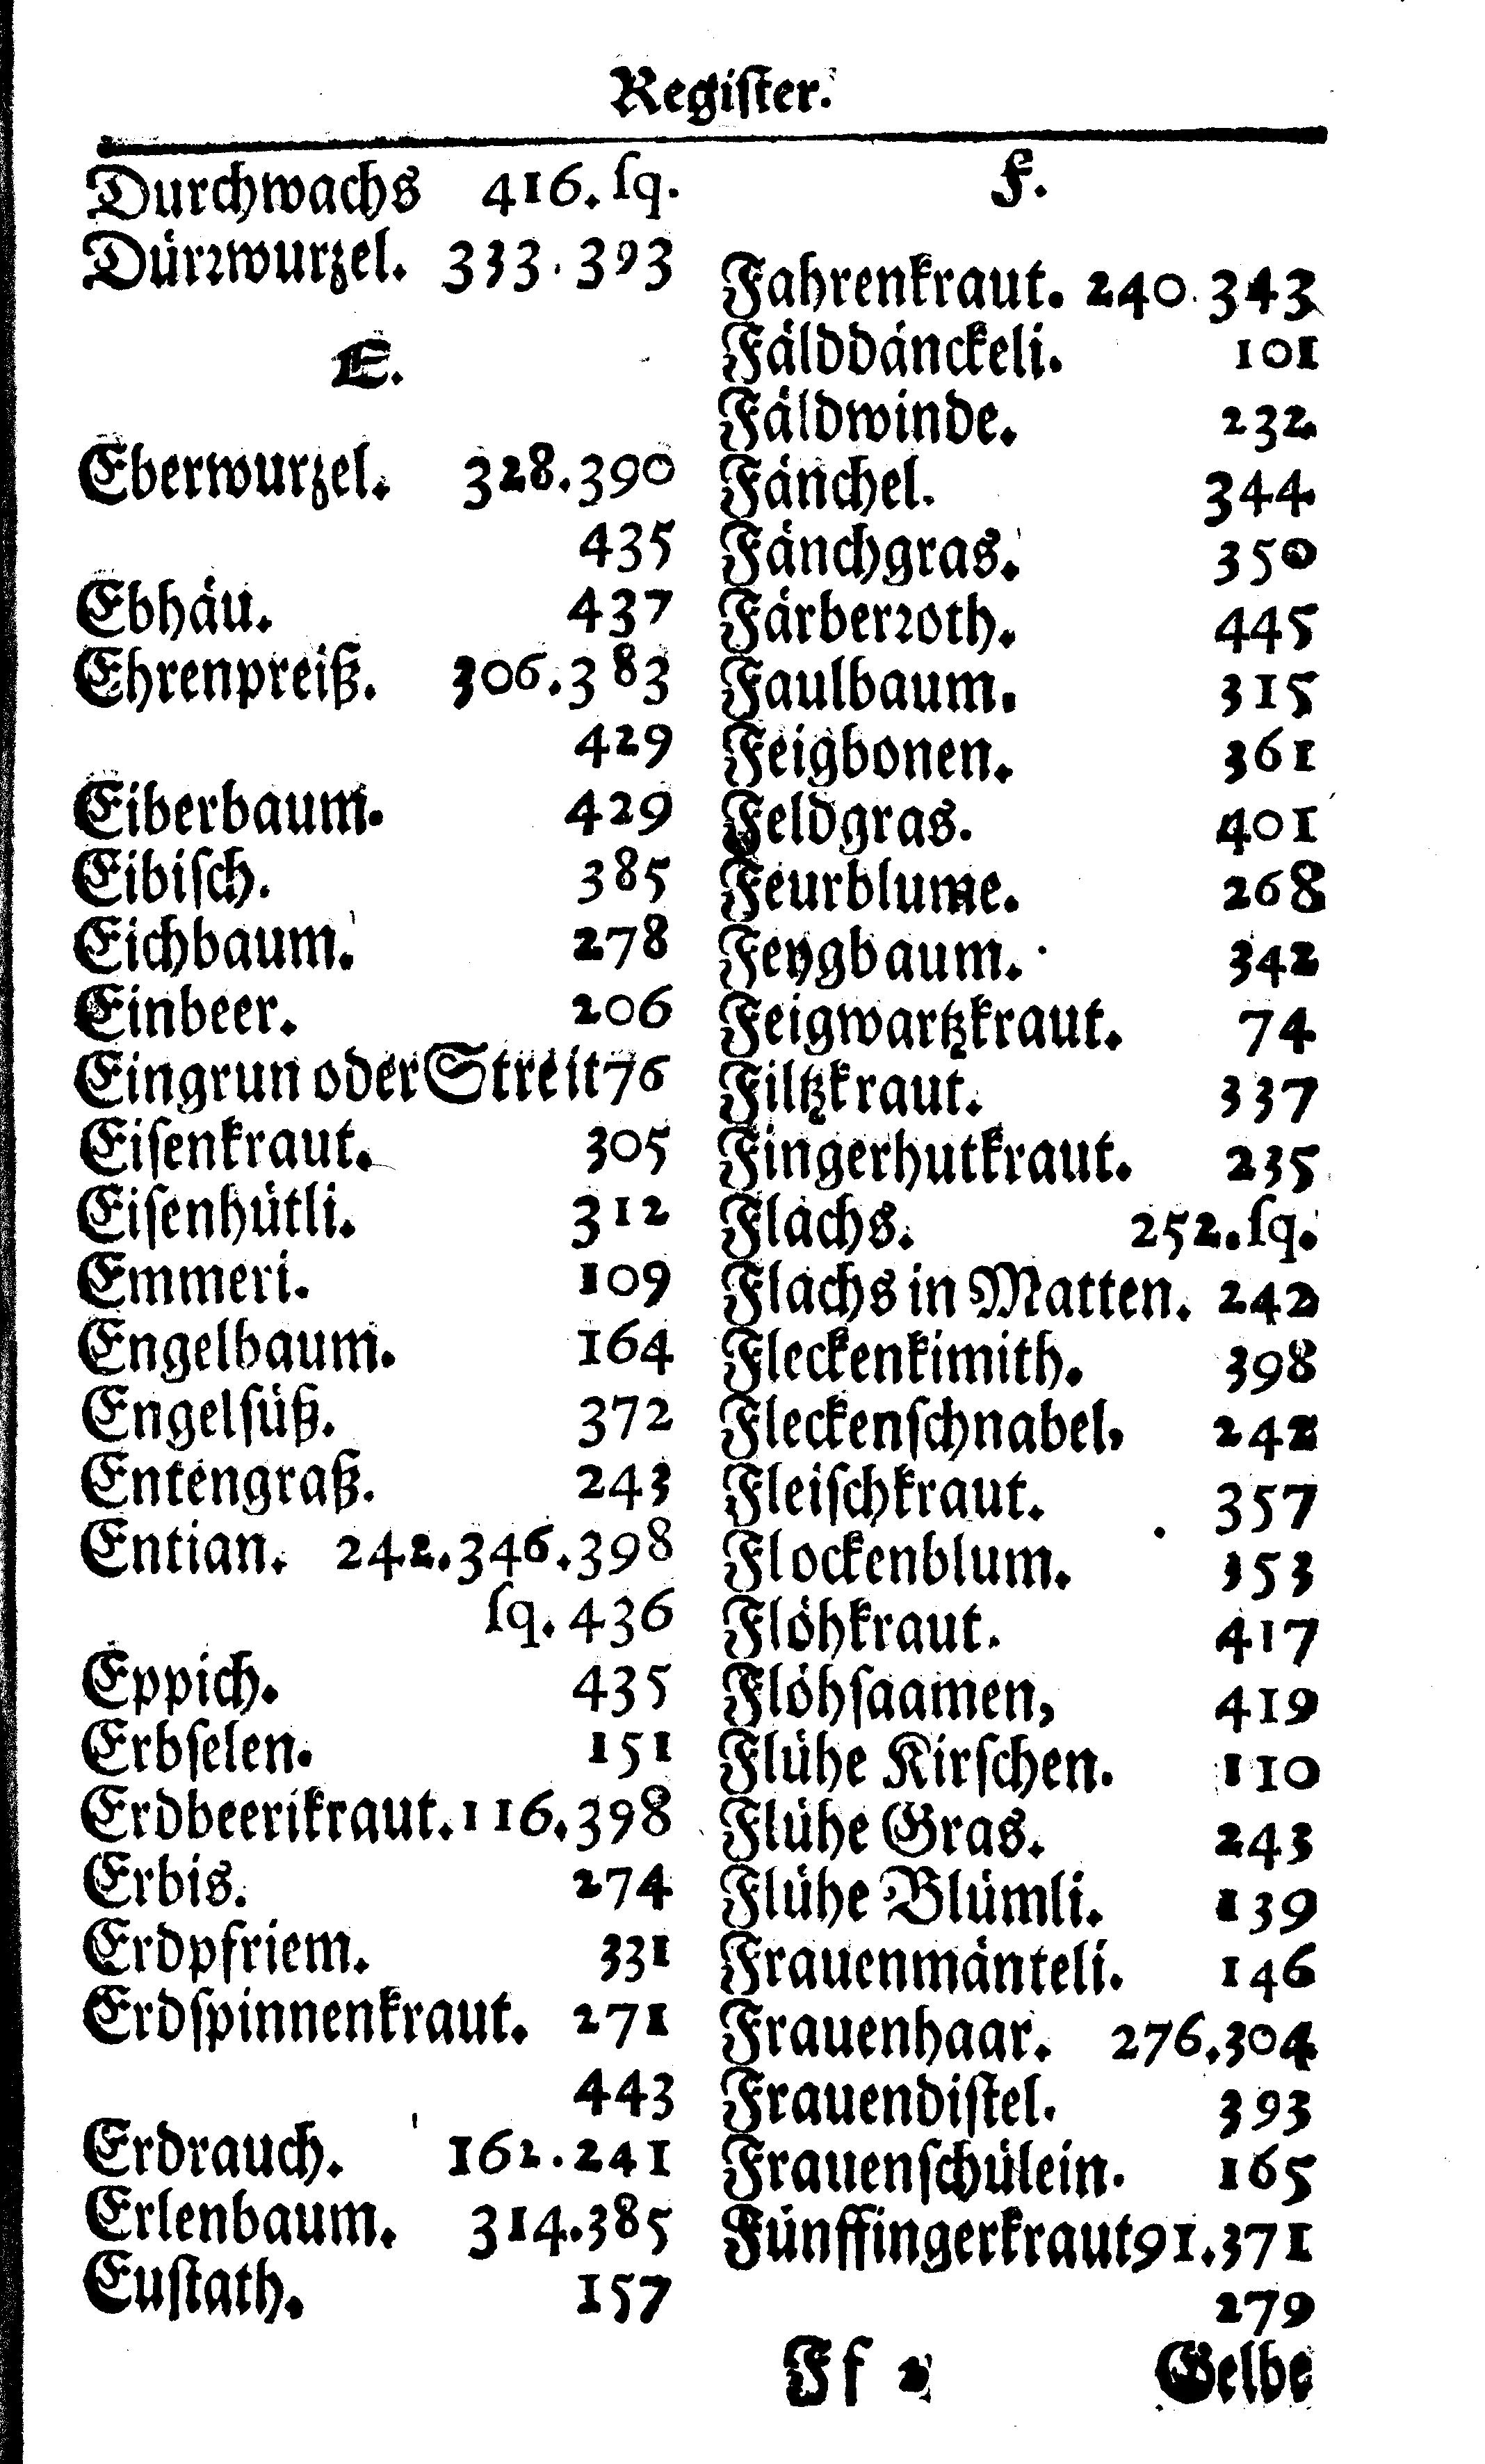 Regiſter.
Durchwachs 416. ſq.
Dürꝛwurzel. 333. 393
E.
Eberwurzel. 328. 390
435
Ebhäu. 437
Ehrenpreiß. 306. 383
429
Eiberbaum. 429
Eibiſch. 385
Eichbaum. 278
Einbeer. 206
Eingrun oder Streit 76
Eiſenkraut. 305
Eiſenhütli. 312
Emmeri. 109
Engelbaum. 164
Engelſüß. 372
Entengraß. 243
Entian. 242. 346. 398
ſq. 436
Eppich. 435
Erbſelen. 151
Erdbeerikraut. 116. 398
Erbis. 274
Erdpfriem. 331
Erdſpinnenkraut. 271
443
Erdrauch. 162. 241
Erlenbaum. 314. 385
Euſtath. 157
F.
Fahrenkraut. 240. 343
Fälddänckeli. 101
Fäldwinde. 232
Fänchel. 344
Fänchgras. 350
Färberꝛoth. 445
Faulbaum. 315
Feigbonen. 361
Feldgras. 401
Feurblume. 268
Feygbaum. 342
Feigwartzkraut. 74
Filtzkraut. 337
Fingerhutkraut. 235
Flachs. 252. ſq.
Flachs in Matten. 242
Fleckenkimith. 398
Fleckenſchnabel, 242
Fleiſchkraut. 357
Flockenblum. 353
Flöhkraut. 417
Flöhſaamen, 419
Flühe Kirſchen. 110
Flühe Gras. 243
Flühe Blümli. 139
Frauenmänteli. 146
Frauenhaar. 276. 304
Frauendiſtel. 393
Frauenſchülein. 165
Fünffingerkraut 91. 371
279
Ff 2 Gelbe